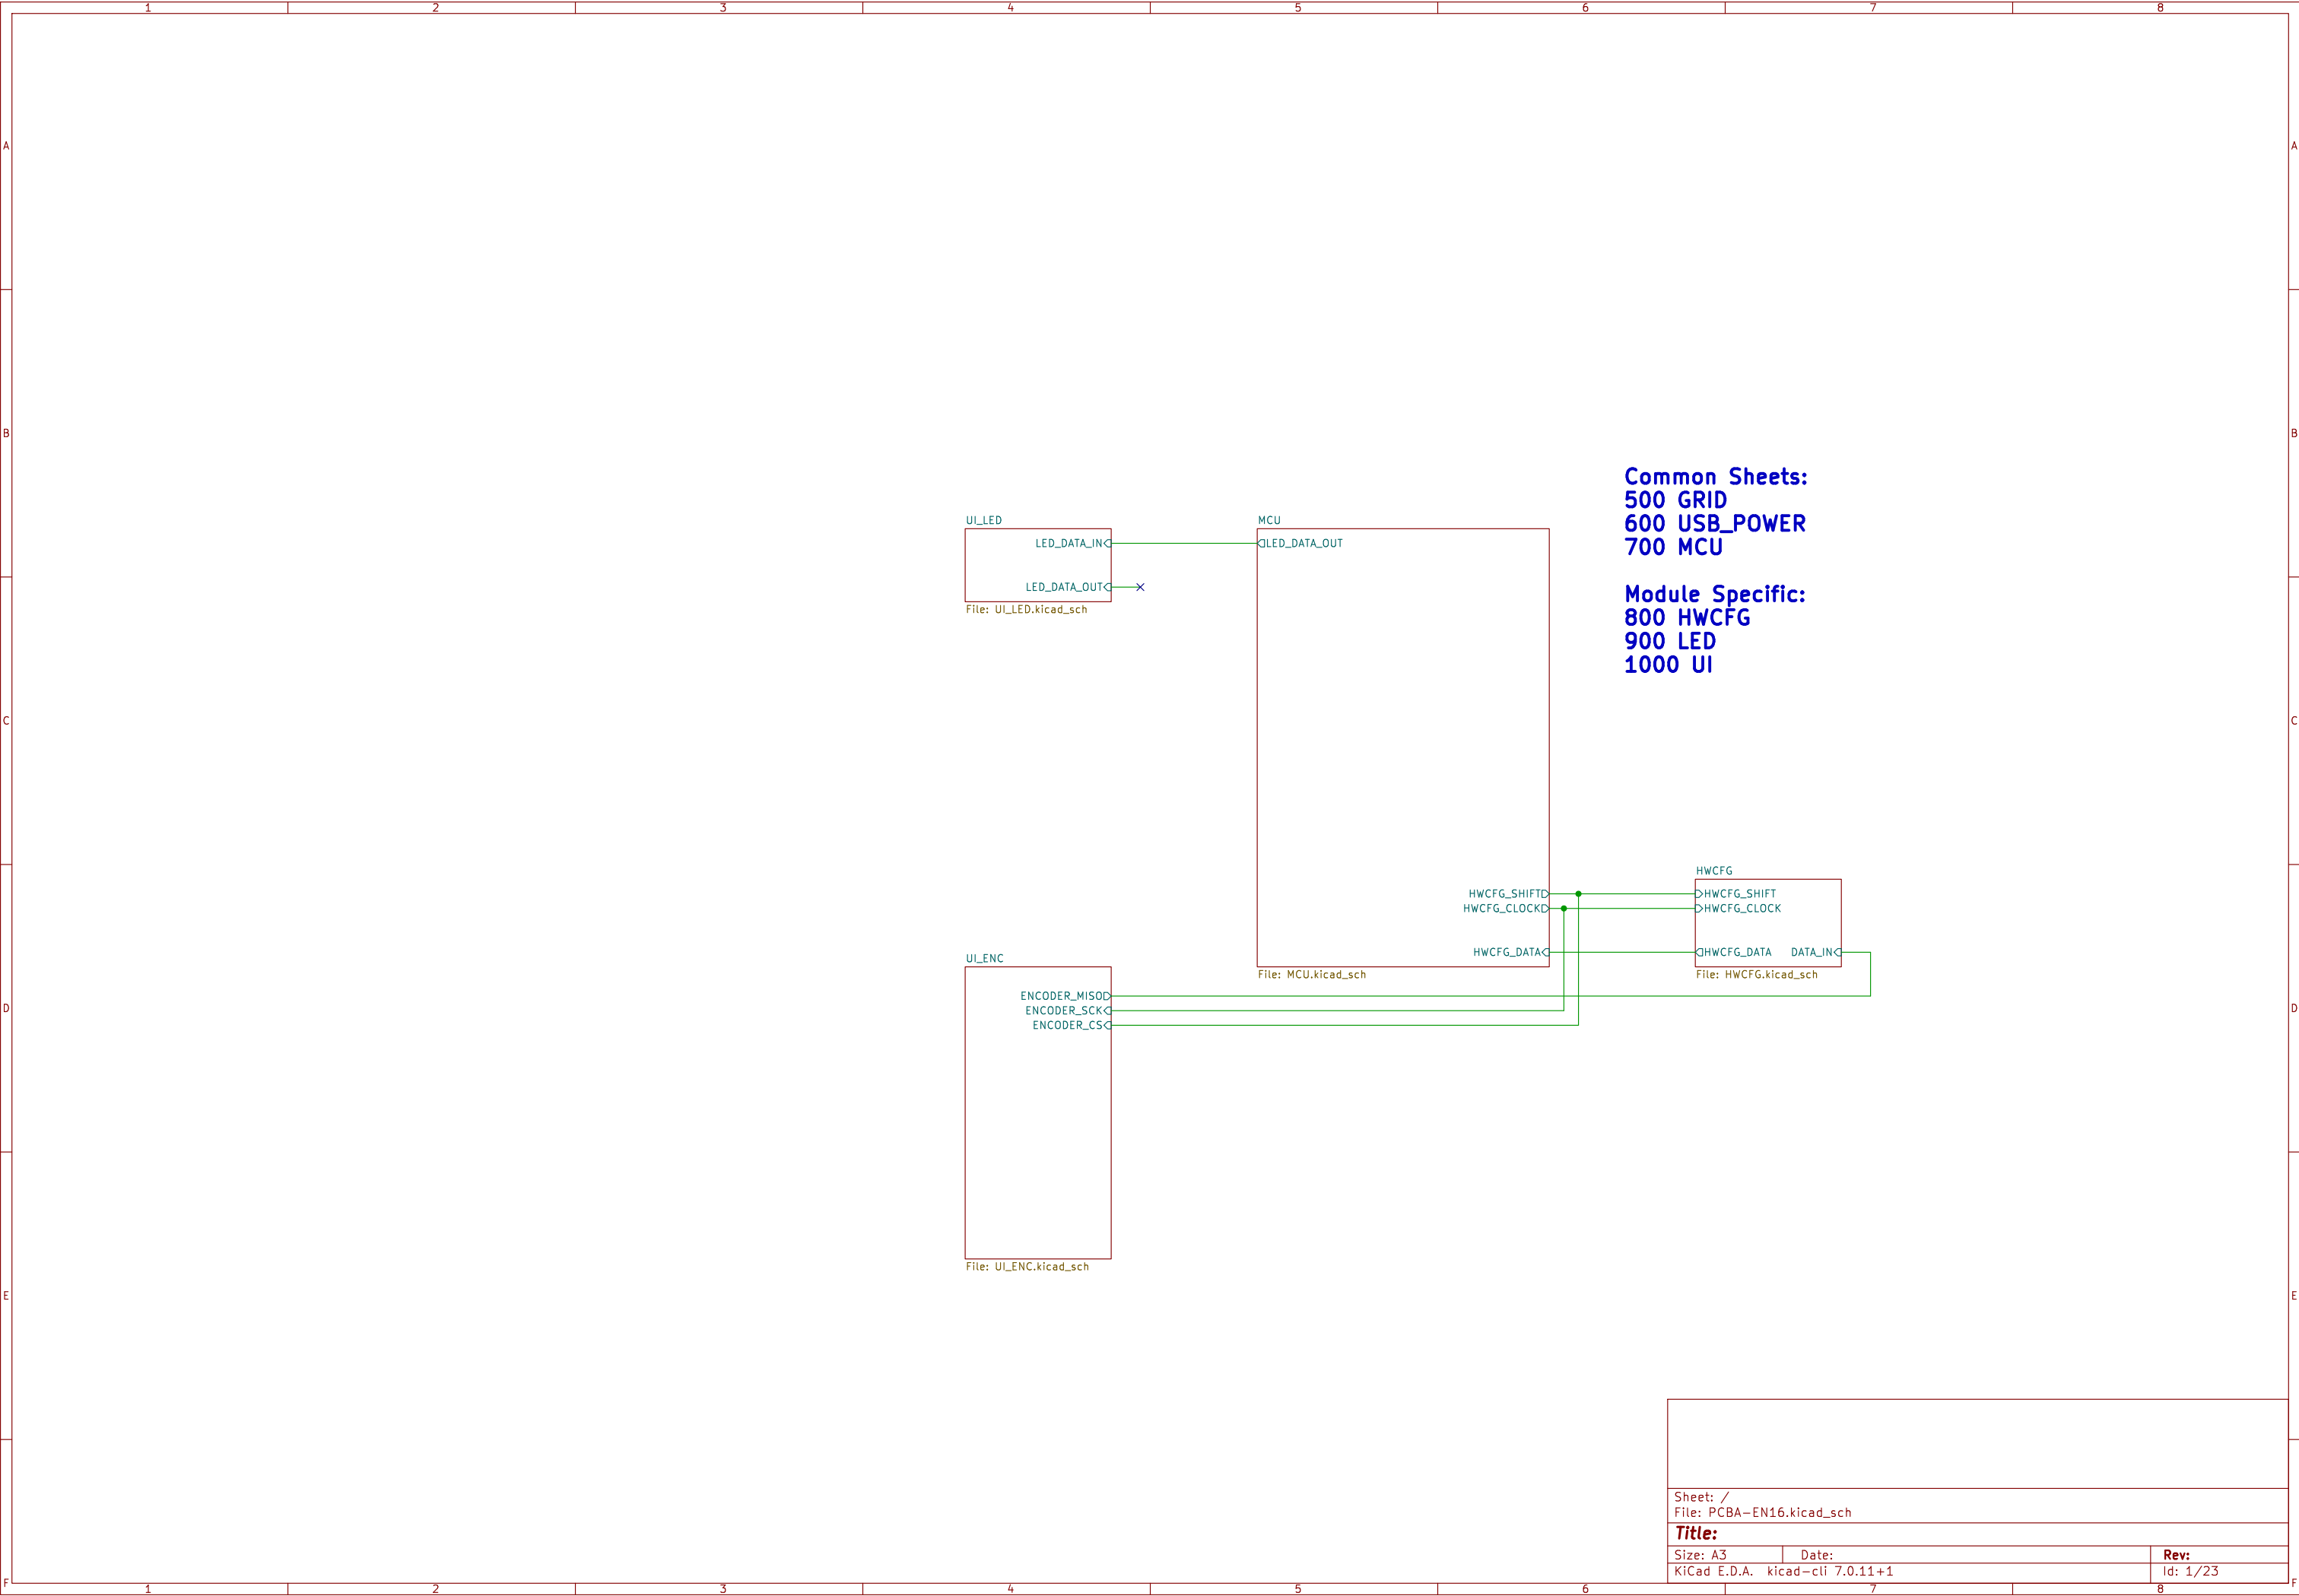 1 2 3 4 5 6 7 8
A A
B B
Common Sheets:
500 GRID
600 USB_POWER
700 MCU
Module Specific:
800 HWCFG
900 LED
1000 UI
UI_LED
LED_DATA_IN
LED_DATA_OUT
File: UI_LED.kicad_sch
MCU
LED_DATA_OUT
HWCFG_SHIFT
HWCFG_CLOCK
HWCFG_DATA
File: MCU.kicad_sch
C C
HWCFG
HWCFG_SHIFT
HWCFG_CLOCK
HWCFG_DATA DATA_IN
File: HWCFG.kicad_sch
UI_ENC
ENCODER_MISO
ENCODER_SCK
ENCODER_CS
File: UI_ENC.kicad_sch
D D
E E
Sheet: /
File: PCBA-EN16.kicad_sch
Title:
Size: A3 Date: Rev:
KiCad E.D.A. kicad-cli 7.0.11+1 Id: 1/23
F F
1 2 3 4 5 6 7 8